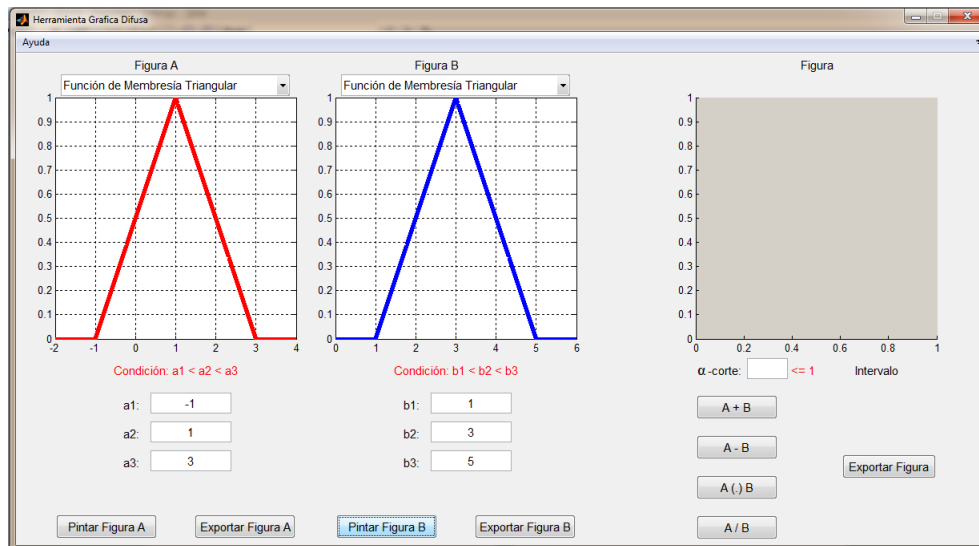 Herramienta Grafica Difusa
Ayuda
Figura A
Función de Membresía Triangular
1
0.9
0.8
0.7
0.6
0.5
0.4
0.3
0.2
0.1
0
-2 -1 0 1 2 3 4
Condición: a1 < a2 < a3
a1: -1
a2: 1
a3: 3
Pintar Figura A Exportar Figura A
Figura B
Función de Membresía Triangular
1
0.9
0.8
0.7
0.6
0.5
0.4
0.3
0.2
0.1
0
0 1 2 3 4 5 6
Condición: b1 < b2 < b3
b1: 1
b2: 3
b3: 5
Pintar Figura B Exportar Figura B
Figura
1
0.9
0.8
0.7
0.6
0.5
0.4
0.3
0.2
0.1
0
0 0.2 0.4 0.6 0.8 1
α -corte: <= 1 Intervalo
A + B
A - B
A (.) B
A / B
Exportar Figura